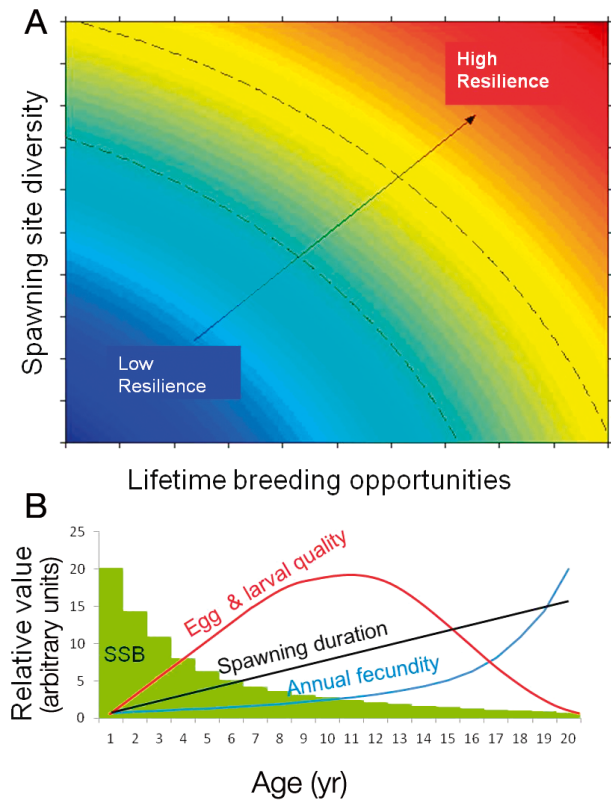 A
Spawning site diversity
High
Resilience
Low
Resilience
Lifetime breeding opportunities
B
Relative value
(arbitrary units)
25
20
15
10
5
0
SSB
Egg & larval quality
Spawning duration
Annual fecundity
1 2 3 4 5 6 7 8 9 10 11 12 13 14 15 16 17 18 19 20
Age (yr)